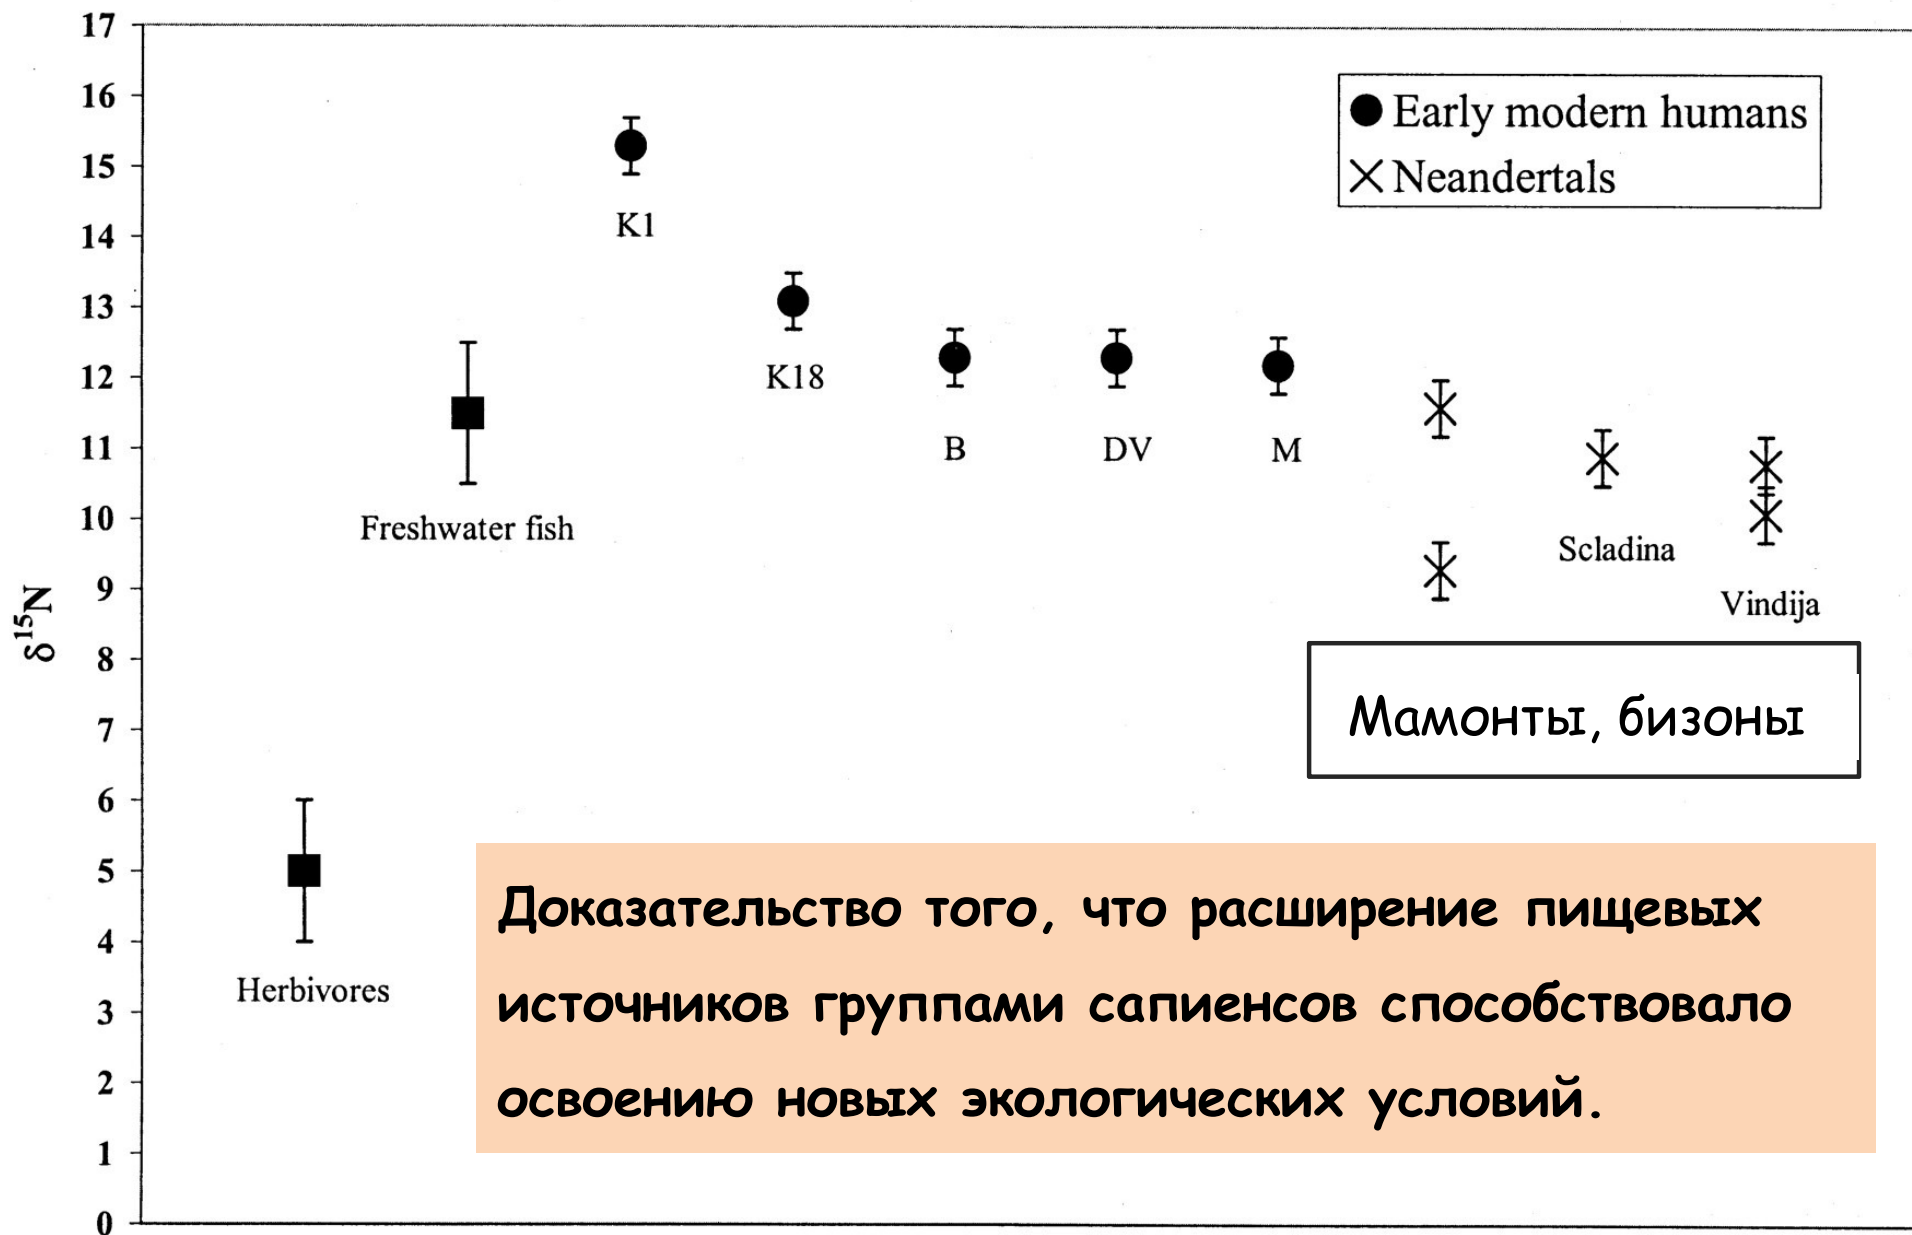 17
16
15
14
13
12
11
10
9
8
7
6
5
4
3
2
1
0
δ¹⁵N
Early modern humans
Neandertals
K1
K18
B
DV
M
Freshwater fish
Scladina
Vindija
Herbivores
Мамонты, бизоны
Доказательство того, что расширение пищевых
источников группами сапиенсов способствовало
освоению новых экологических условий.